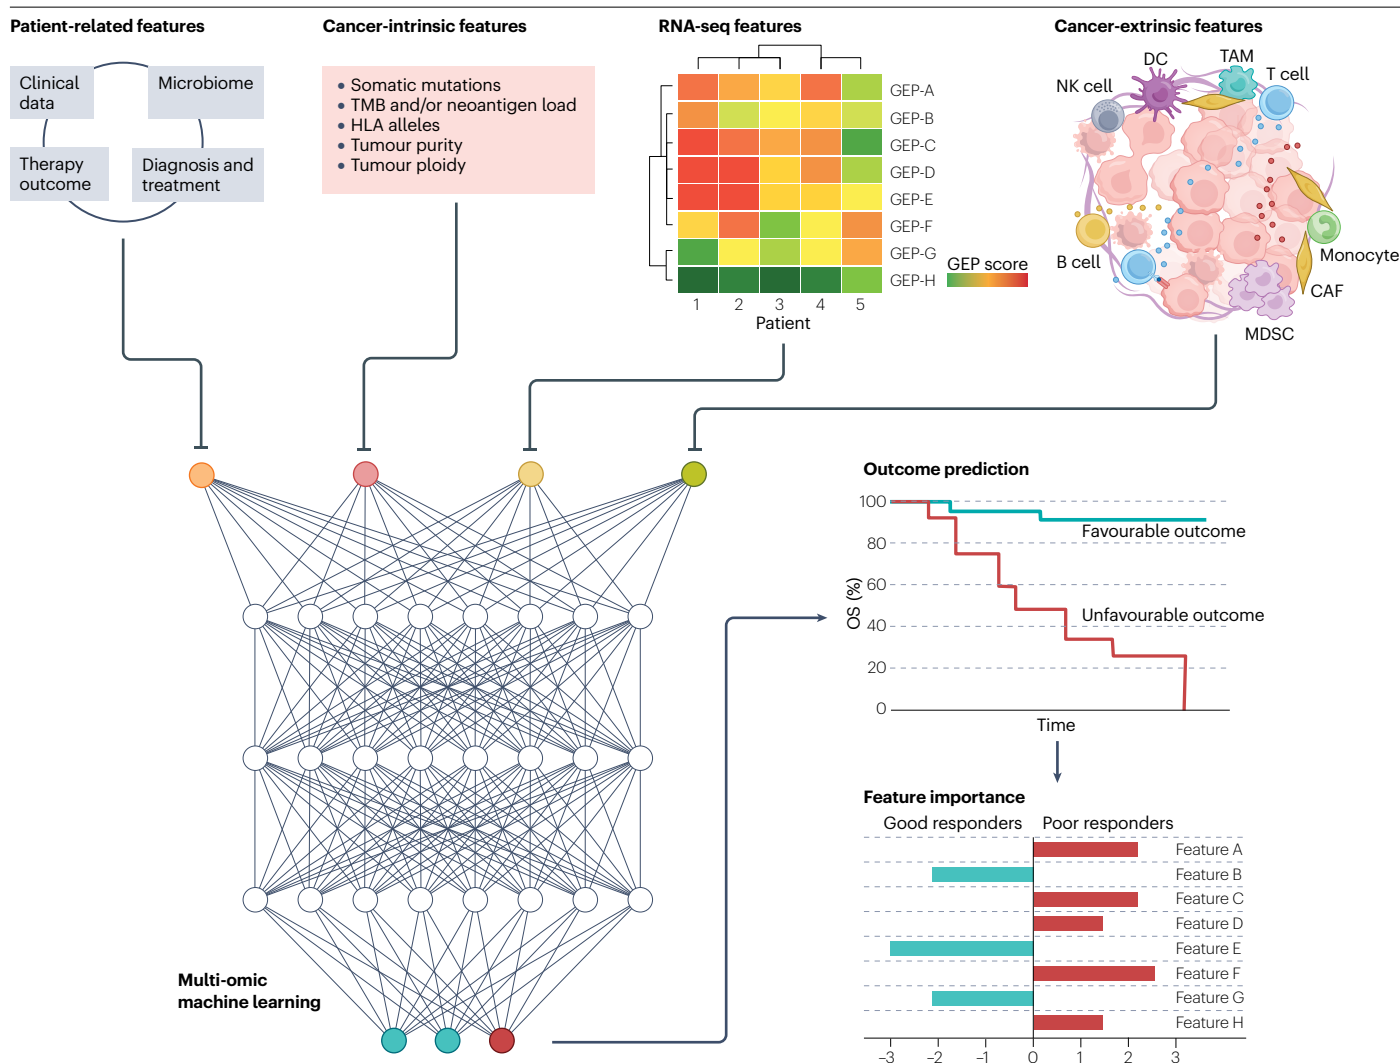 Patient-related features
Clinical
data
Microbiome
Therapy
outcome
Diagnosis and
treatment
Cancer-intrinsic features
• Somatic mutations
• TMB and/or neoantigen load
• HLA alleles
• Tumour purity
• Tumour ploidy
RNA-seq features
GEP-A
GEP-B
GEP-C
GEP-D
GEP-E
GEP-F
GEP-G
GEP-H
1 2 3 4 5
Patient
GEP score
Cancer-extrinsic features
DC
TAM
T cell
NK cell
B cell
Monocyte
CAF
MDSC
Multi-omic
machine learning
Outcome prediction
100
80
60
40
20
0
OS (%)
Favourable outcome
Unfavourable outcome
Time
Feature importance
Good responders Poor responders
Feature A
Feature B
Feature C
Feature D
Feature E
Feature F
Feature G
Feature H
–3 –2 –1 0 1 2 3